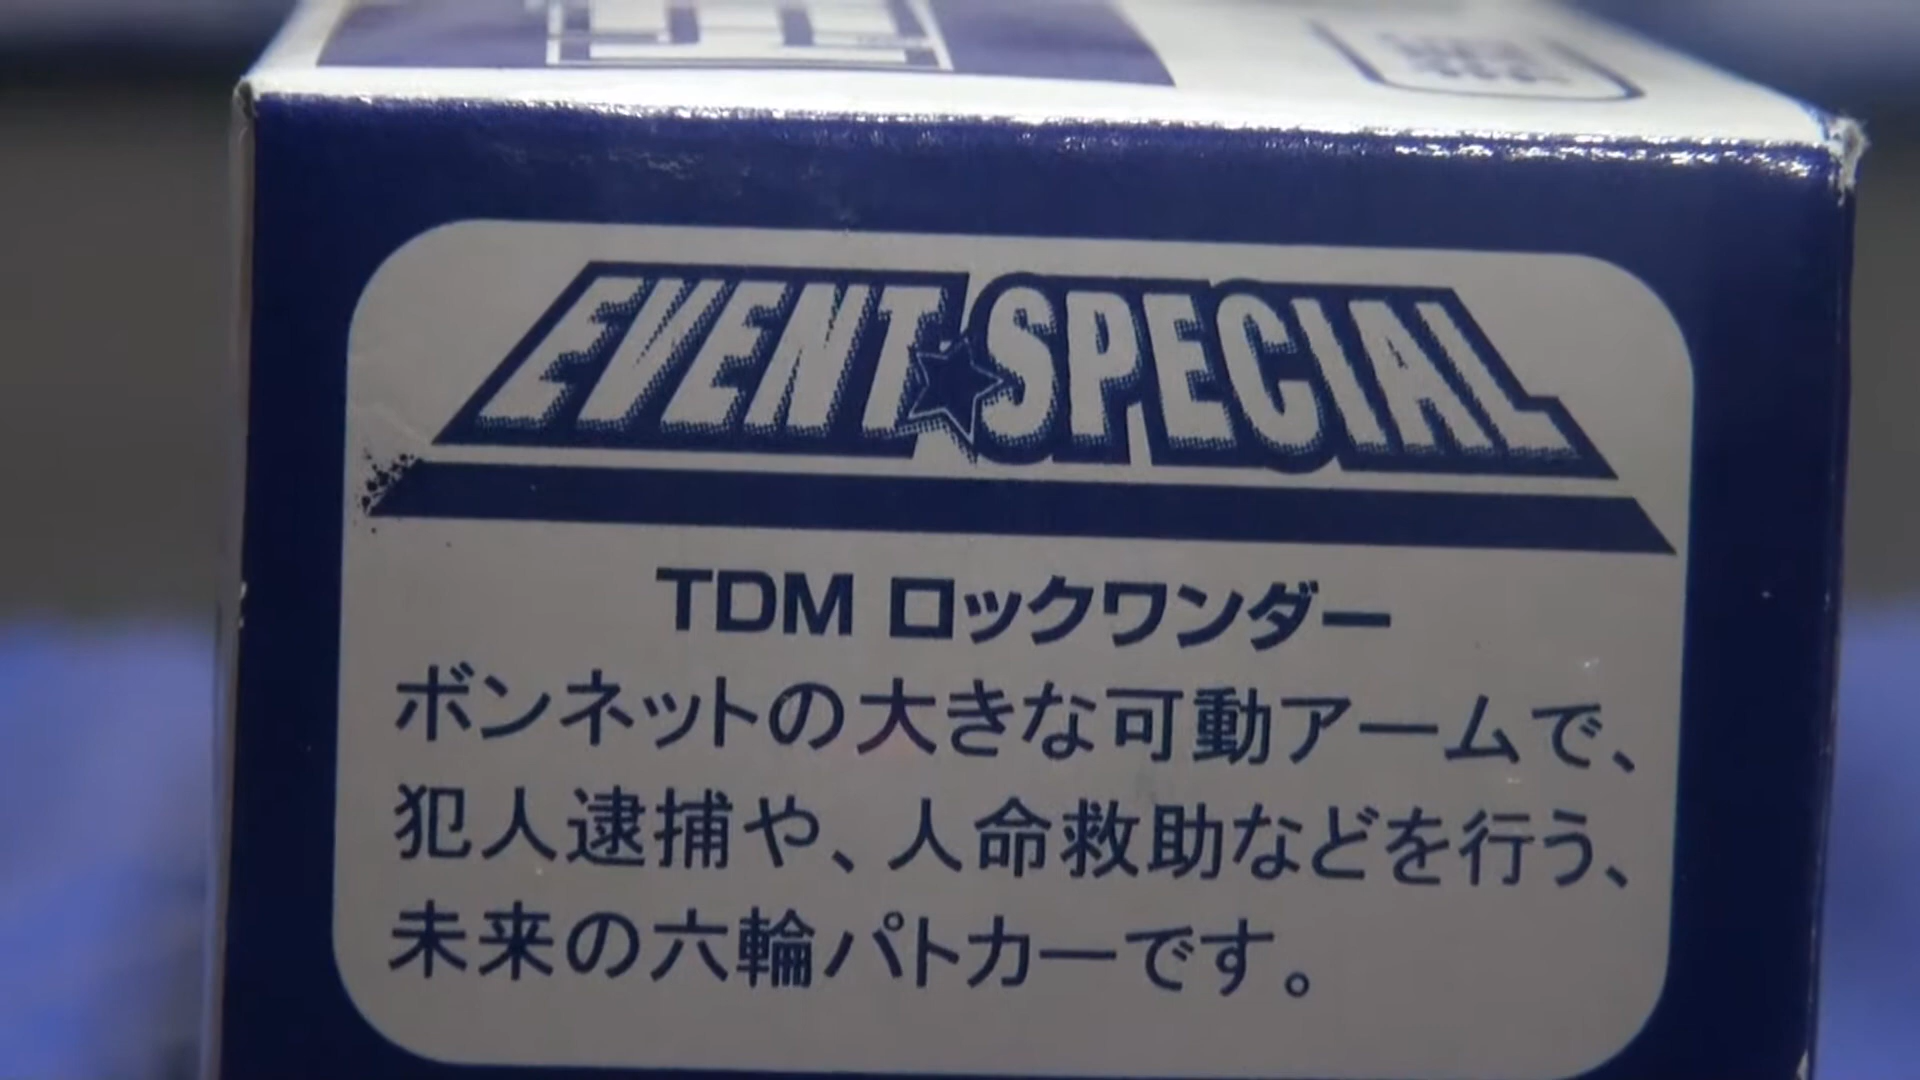 EVENT☆SPECIAL
TDM ロックワンダー
ボンネットの大きな可動アームで、
犯人逮捕や、人命救助などを行う、
未来の六輪パトカーです。